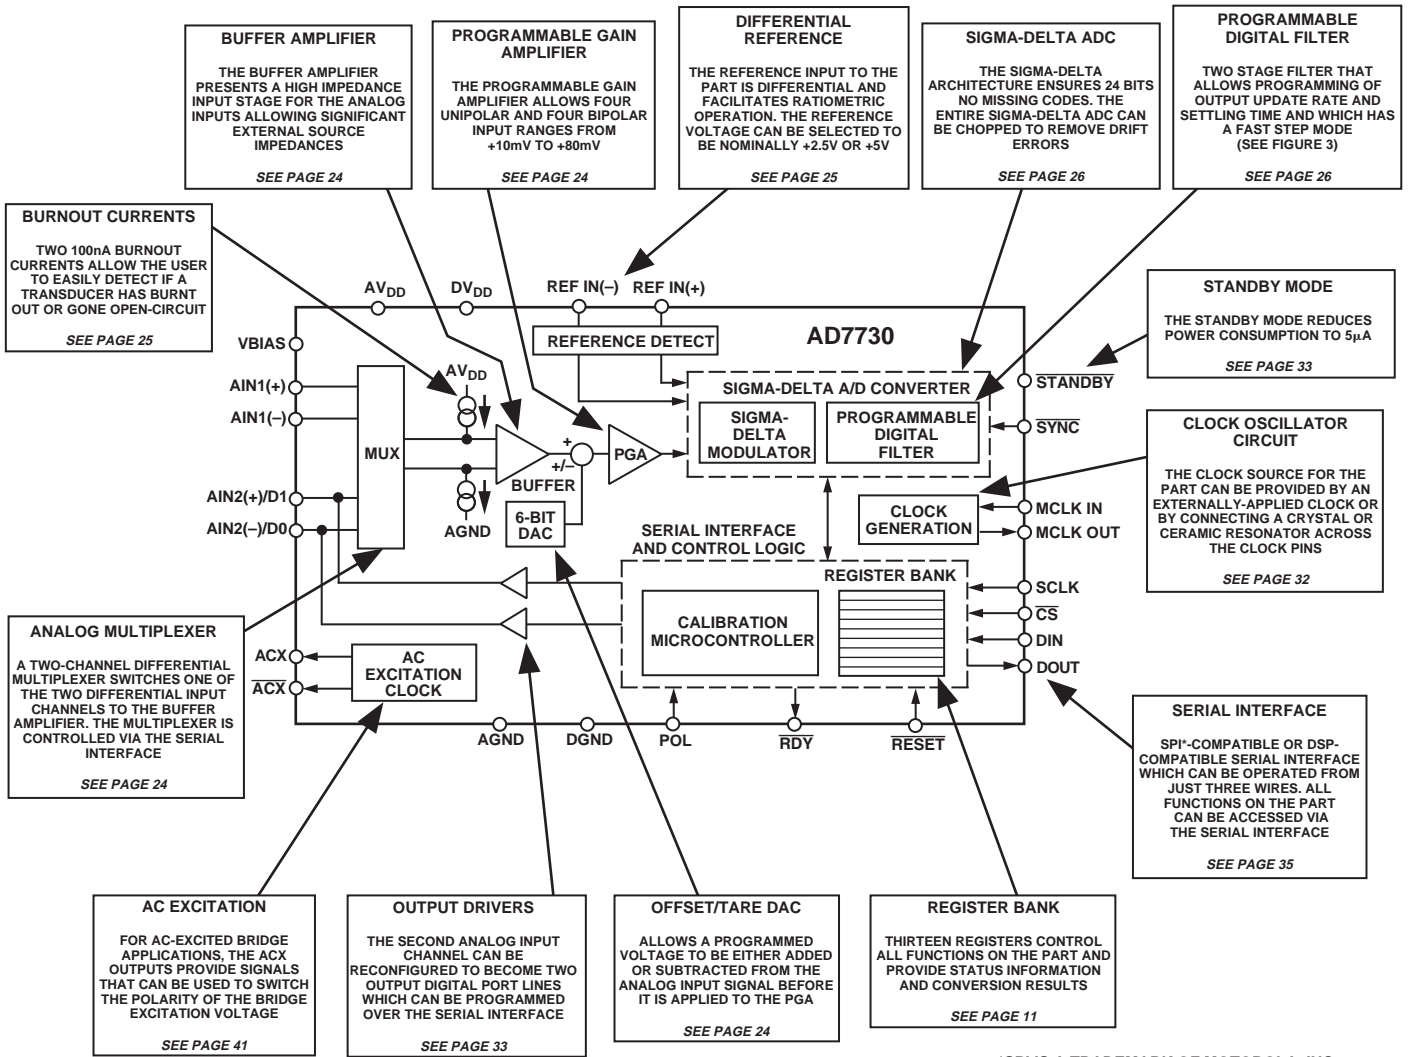 BUFFER AMPLIFIER
THE BUFFER AMPLIFIER
PRESENTS A HIGH IMPEDANCE
INPUT STAGE FOR THE ANALOG
INPUTS ALLOWING SIGNIFICANT
EXTERNAL SOURCE
IMPEDANCES
SEE PAGE 24
PROGRAMMABLE GAIN
AMPLIFIER
THE PROGRAMMABLE GAIN
AMPLIFIER ALLOWS FOUR
UNIPOLAR AND FOUR BIPOLAR
INPUT RANGES FROM
+10mV TO +80mV
SEE PAGE 24
DIFFERENTIAL
REFERENCE
THE REFERENCE INPUT TO THE
PART IS DIFFERENTIAL AND
FACILITATES RATIOMETRIC
OPERATION. THE REFERENCE
VOLTAGE CAN BE SELECTED TO
BE NOMINALLY +2.5V OR +5V
SEE PAGE 25
SIGMA-DELTA ADC
THE SIGMA-DELTA
ARCHITECTURE ENSURES 24 BITS
NO MISSING CODES. THE
ENTIRE SIGMA-DELTA ADC CAN
BE CHOPPED TO REMOVE DRIFT
ERRORS
SEE PAGE 26
PROGRAMMABLE
DIGITAL FILTER
TWO STAGE FILTER THAT
ALLOWS PROGRAMMING OF
OUTPUT UPDATE RATE AND
SETTLING TIME AND WHICH HAS
A FAST STEP MODE
(SEE FIGURE 3)
SEE PAGE 26
BURNOUT CURRENTS
TWO 100nA BURNOUT
CURRENTS ALLOW THE USER
TO EASILY DETECT IF A
TRANSDUCER HAS BURNT
OUT OR GONE OPEN-CIRCUIT
SEE PAGE 25
STANDBY MODE
THE STANDBY MODE REDUCES
POWER CONSUMPTION TO 5μA
SEE PAGE 33
AVDD
DVDD
REF IN(–)
REF IN(+)
VBIAS
REFERENCE DETECT
AD7730
AIN1(+)
AIN1(–)
AVDD
SIGMA-DELTA A/D CONVERTER
SIGMA-
DELTA
MODULATOR
PROGRAMMABLE
DIGITAL
FILTER
STANDBY
SYNC
MUX
+
+/–
BUFFER
PGA
CLOCK OSCILLATOR
CIRCUIT
THE CLOCK SOURCE FOR THE
PART CAN BE PROVIDED BY AN
EXTERNALLY-APPLIED CLOCK OR
BY CONNECTING A CRYSTAL OR
CERAMIC RESONATOR ACROSS
THE CLOCK PINS
SEE PAGE 32
AIN2(+)/D1
AIN2(–)/D0
AGND
6-BIT
DAC
SERIAL INTERFACE
AND CONTROL LOGIC
CLOCK
GENERATION
MCLK IN
MCLK OUT
REGISTER BANK
CALIBRATION
MICROCONTROLLER
SCLK
CS
DIN
DOUT
ANALOG MULTIPLEXER
A TWO-CHANNEL DIFFERENTIAL
MULTIPLEXER SWITCHES ONE OF
THE TWO DIFFERENTIAL INPUT
CHANNELS TO THE BUFFER
AMPLIFIER. THE MULTIPLEXER IS
CONTROLLED VIA THE SERIAL
INTERFACE
SEE PAGE 24
ACX
ACX
AC
EXCITATION
CLOCK
AGND
DGND
POL
RDY
RESET
SERIAL INTERFACE
SPI*-COMPATIBLE OR DSP-
COMPATIBLE SERIAL INTERFACE
WHICH CAN BE OPERATED FROM
JUST THREE WIRES. ALL
FUNCTIONS ON THE PART
CAN BE ACCESSED VIA
THE SERIAL INTERFACE
SEE PAGE 35
AC EXCITATION
FOR AC-EXCITED BRIDGE
APPLICATIONS, THE ACX
OUTPUTS PROVIDE SIGNALS
THAT CAN BE USED TO SWITCH
THE POLARITY OF THE BRIDGE
EXCITATION VOLTAGE
SEE PAGE 41
OUTPUT DRIVERS
THE SECOND ANALOG INPUT
CHANNEL CAN BE
RECONFIGURED TO BECOME TWO
OUTPUT DIGITAL PORT LINES
WHICH CAN BE PROGRAMMED
OVER THE SERIAL INTERFACE
SEE PAGE 33
OFFSET/TARE DAC
ALLOWS A PROGRAMMED
VOLTAGE TO BE EITHER ADDED
OR SUBTRACTED FROM THE
ANALOG INPUT SIGNAL BEFORE
IT IS APPLIED TO THE PGA
SEE PAGE 24
REGISTER BANK
THIRTEEN REGISTERS CONTROL
ALL FUNCTIONS ON THE PART AND
PROVIDE STATUS INFORMATION
AND CONVERSION RESULTS
SEE PAGE 11